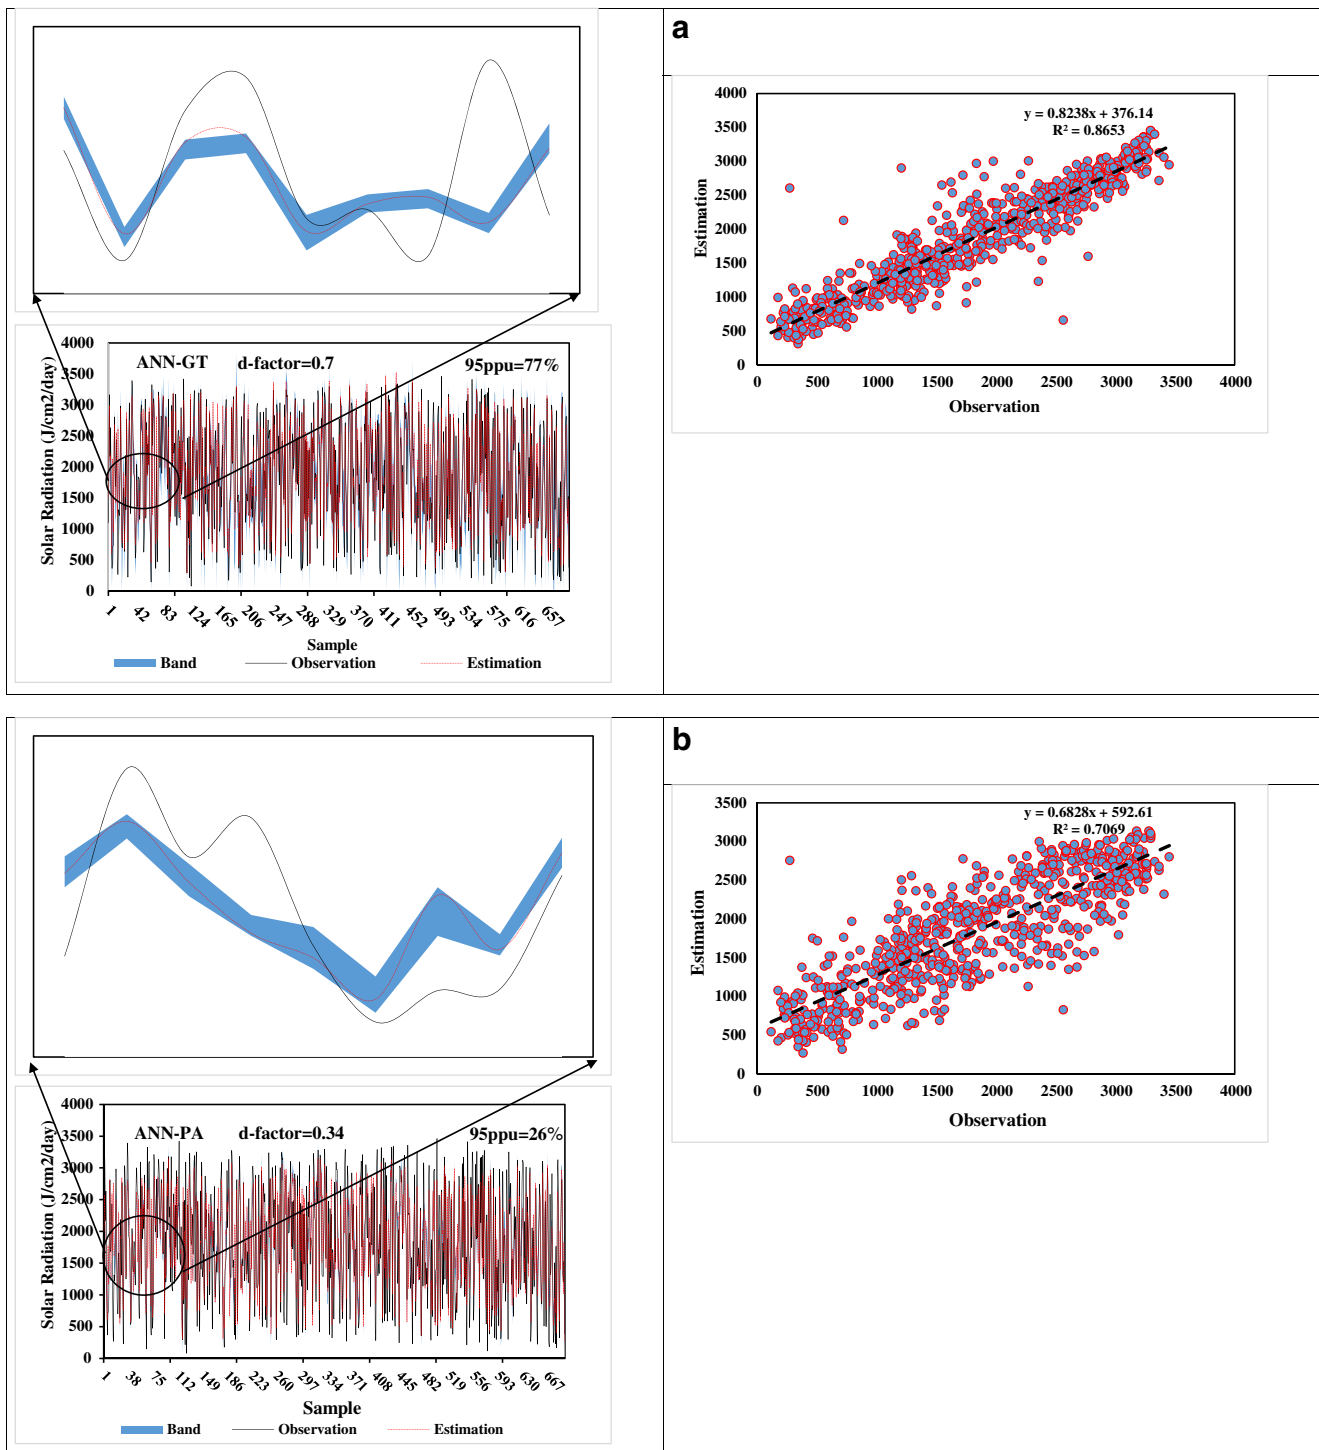 a
4000
3500
3000
2500
2000
1500
1000
500
0
Estimation
y = 0.8238x + 376.14
R² = 0.8653
0 500 1000 1500 2000 2500 3000 3500 4000
Observation
4000
3500
3000
2500
2000
1500
1000
500
0
Solar Radiation (J/cm2/day)
ANN-GT d-factor=0.7 95ppu=77%
1 42 83 124 165 206 247 288 329 370 411 452 493 534 575 616 657
Sample
Band Observation Estimation
b
3500
3000
2500
2000
1500
1000
500
0
Estimation
y = 0.6828x + 592.61
R² = 0.7069
0 500 1000 1500 2000 2500 3000 3500 4000
Observation
4000
3500
3000
2500
2000
1500
1000
500
0
Solar Radiation (J/cm2/day)
ANN-PA d-factor=0.34 95ppu=26%
1 38 75 112 149 186 223 260 297 334 371 408 445 482 519 556 593 630 667
Sample
Band Observation Estimation